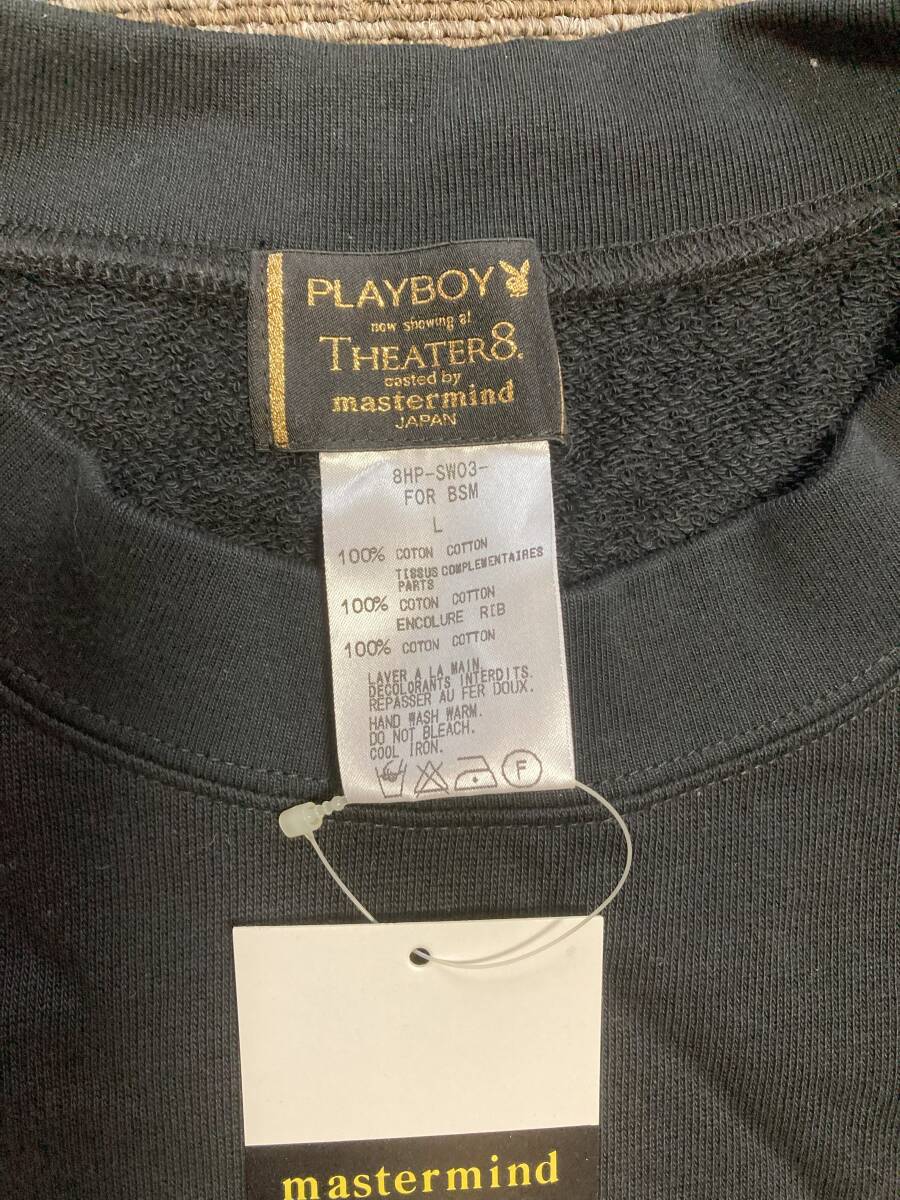 PLAYBOY
now showing at
THEATER8.
casted by
mastermind
JAPAN
8HP-SW03-
FOR BSM
L
100% COTON COTTON
TISSUS COMPLEMENTAIRES
PARTS
100% COTON COTTON
ENCOLURE RIB
100% COTON COTTON
LAVER A LA MAIN.
DECOLORANTS INTERDITS.
REPASSER AU FER DOUX.
HAND WASH WARM.
DO NOT BLEACH.
COOL IRON.
F
mastermind